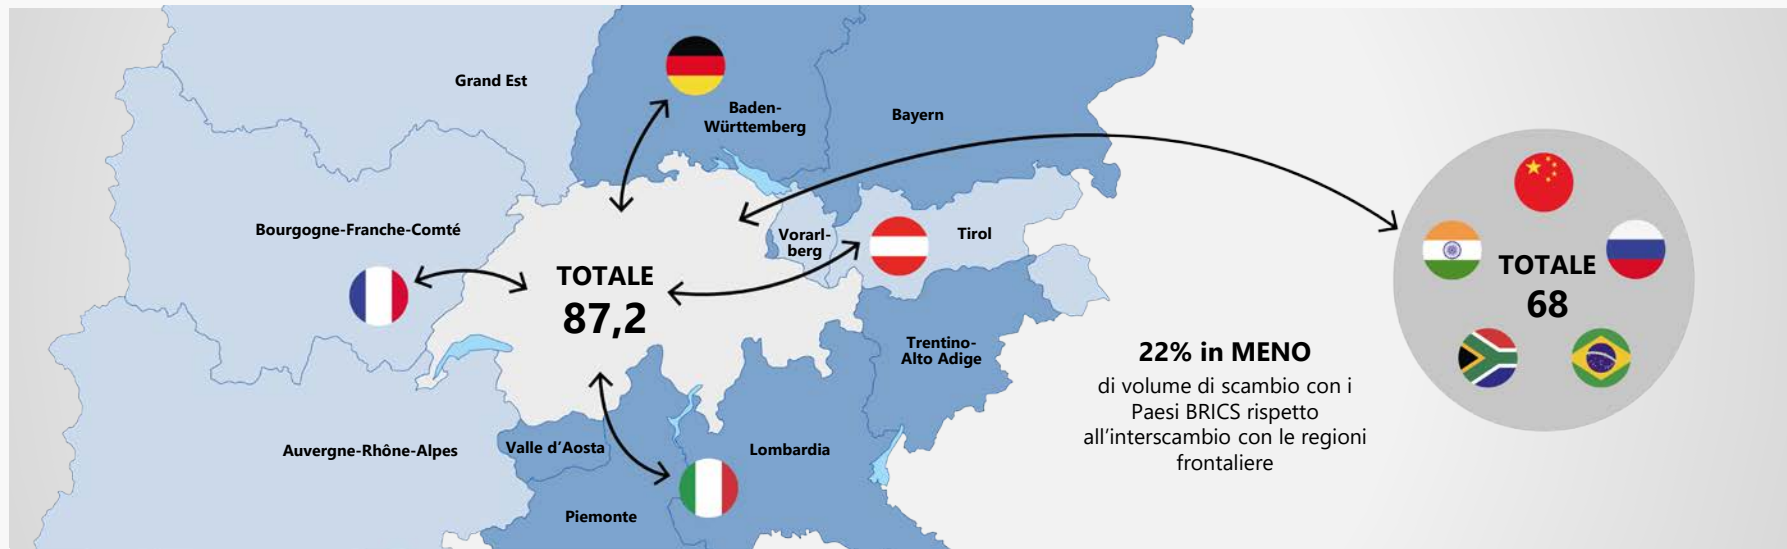 Grand Est
Baden-
Württemberg
Bayern
Bourgogne-Franche-Comté
Vorarl-
berg
Tirol
TOTALE
87,2
TOTALE
68
Trentino-
Alto Adige
22% in MENO
di volume di scambio con i
Paesi BRICS rispetto
all'interscambio con le regioni
frontaliere
Auvergne-Rhône-Alpes
Valle d'Aosta
Lombardia
Piemonte